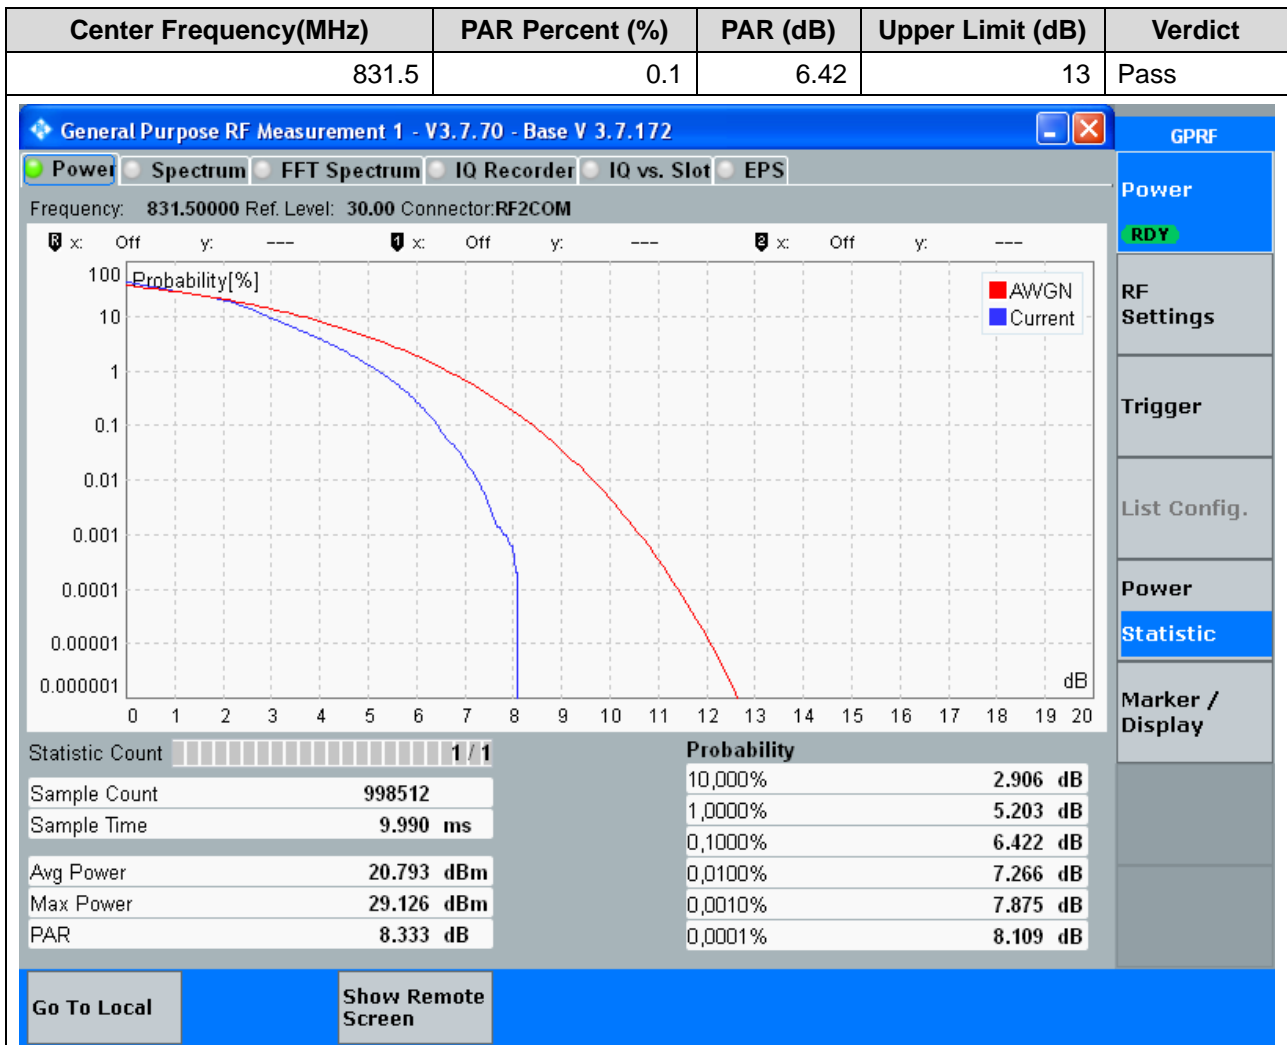 Center Frequency(MHz) PAR Percent (%) PAR (dB) Upper Limit (dB) Verdict
831.5 0.1 6.42 13 Pass
General Purpose RF Measurement 1 - V3.7.70 - Base V 3.7.172
GPRF
Power Spectrum FFT Spectrum IQ Recorder IQ vs. Slot EPS
Power
RDY
Frequency: 831.50000 Ref. Level: 30.00 Connector:RF2COM
R x: Off y: --- 1 x: Off y: --- 2 x: Off y: ---
Probability[%]
100
10
1
0.1
0.01
0.001
0.0001
0.00001
0.000001
AWGN
Current
dB
0 1 2 3 4 5 6 7 8 9 10 11 12 13 14 15 16 17 18 19 20
RF
Settings
Trigger
List Config.
Power
Statistic
Marker /
Display
Statistic Count 1 / 1
Sample Count 998512
Sample Time 9.990 ms
Avg Power 20.793 dBm
Max Power 29.126 dBm
PAR 8.333 dB
Probability
10,000% 2.906 dB
1,0000% 5.203 dB
0,1000% 6.422 dB
0,0100% 7.266 dB
0,0010% 7.875 dB
0,0001% 8.109 dB
Go To Local
Show Remote
Screen